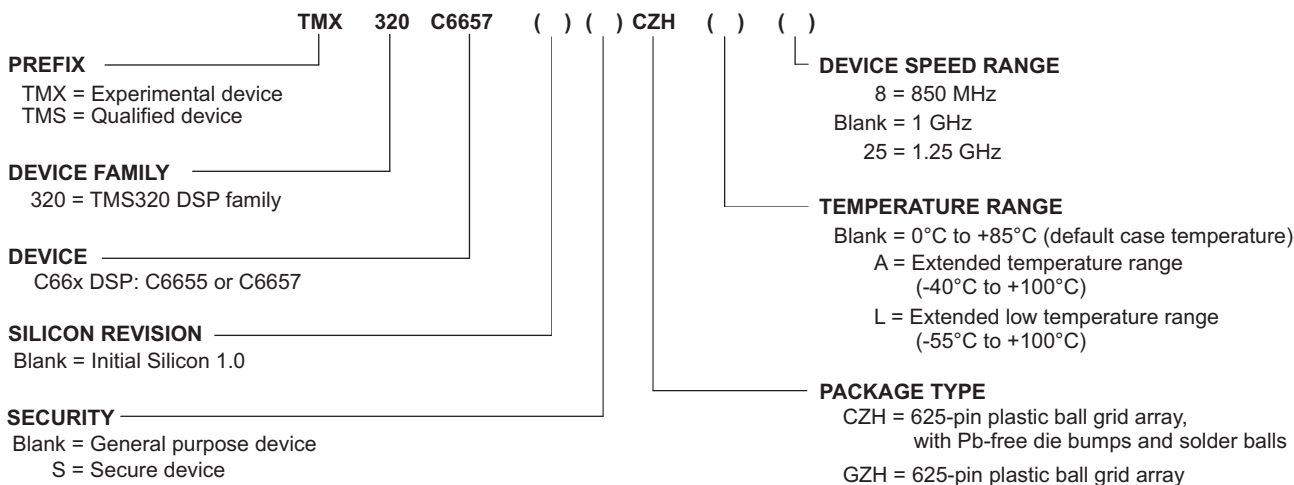 TMX 320 C6657 ( ) ( ) CZH ( ) ( )
PREFIX
TMX = Experimental device
TMS = Qualified device
DEVICE FAMILY
320 = TMS320 DSP family
DEVICE
C66x DSP: C6655 or C6657
SILICON REVISION
Blank = Initial Silicon 1.0
SECURITY
Blank = General purpose device
S = Secure device
DEVICE SPEED RANGE
8 = 850 MHz
Blank = 1 GHz
25 = 1.25 GHz
TEMPERATURE RANGE
Blank = 0°C to +85°C (default case temperature)
A = Extended temperature range
(-40°C to +100°C)
L = Extended low temperature range
(-55°C to +100°C)
PACKAGE TYPE
CZH = 625-pin plastic ball grid array,
with Pb-free die bumps and solder balls
GZH = 625-pin plastic ball grid array